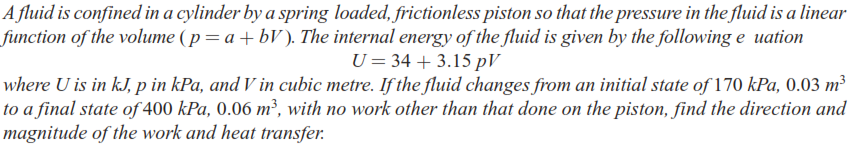 A fluid is confined in a cylinder by a spring loaded, frictionless piston so that the pressure in the fluid is a linear
function of the volume ( p = a + bV ). The internal energy of the fluid is given by the following e uation
U = 34 + 3.15 pV
where U is in kJ, p in kPa, and V in cubic metre. If the fluid changes from an initial state of 170 kPa, 0.03 m³
to a final state of 400 kPa, 0.06 m³, with no work other than that done on the piston, find the direction and
magnitude of the work and heat transfer.